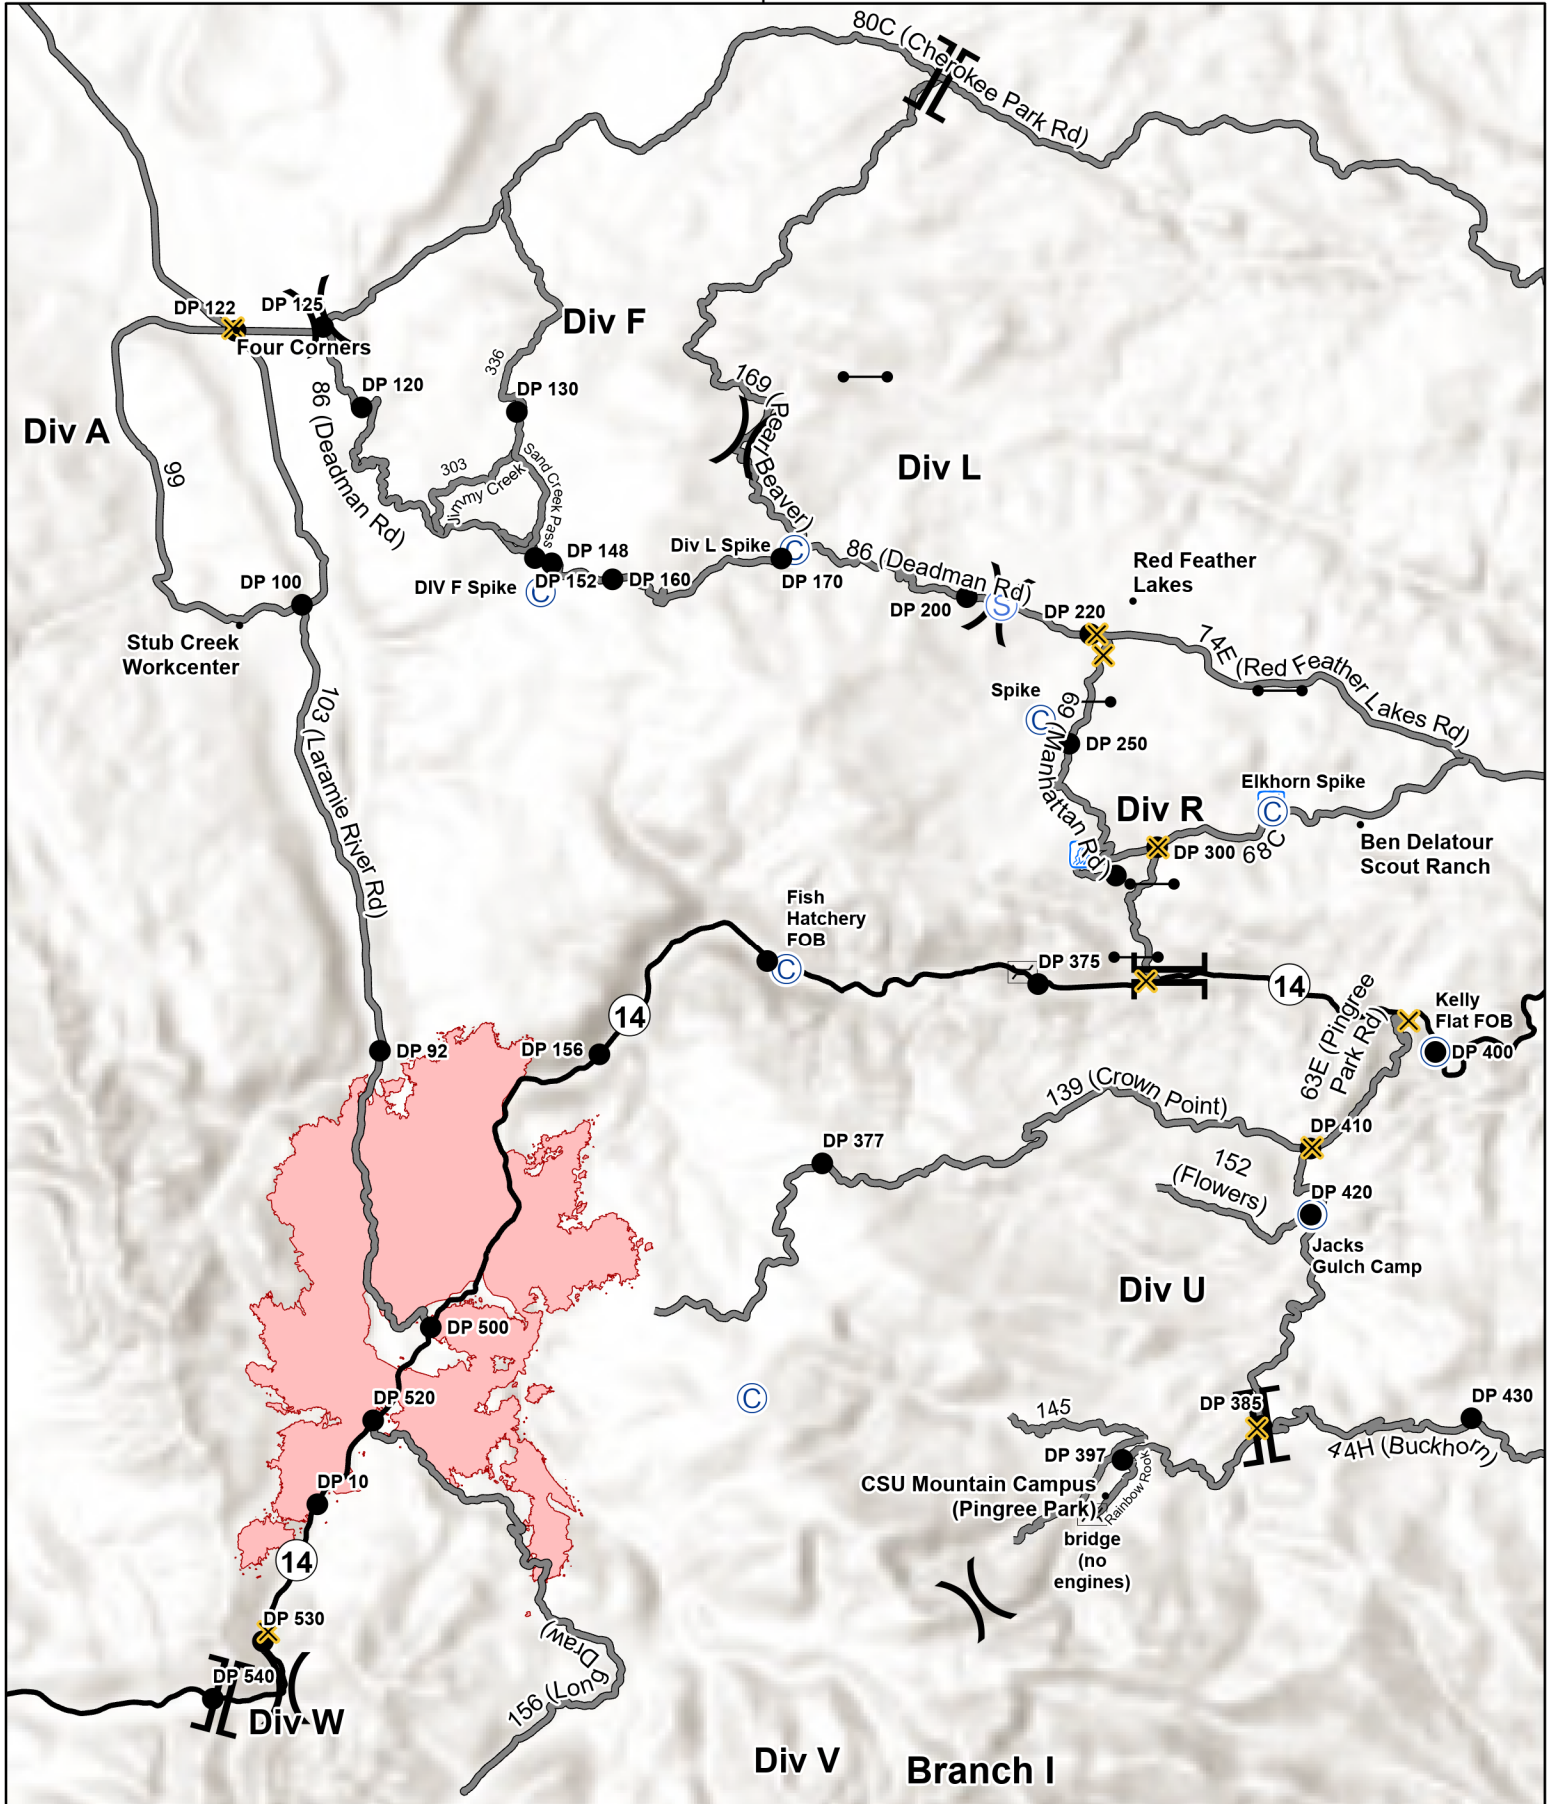 80C (Cherokee Park Rd)
DP 122
DP 125
Four Corners
Div F
336
DP 120
DP 130
169 (Pearl Beaver)
Div A
86 (Deadman Rd)
99
303
Jimmy Creek
Sand Creek Pass
Div L
DP 148
Div L Spike
C
86 (Deadman Rd)
Red Feather
Lakes
DP 100
DIV F Spike
C
DP 152
DP 160
DP 170
DP 200
S
DP 220
Stub Creek
Workcenter
74E (Red Feather Lakes Rd)
Spike
C
69 (Manhattan Rd)
DP 250
103 (Laramie River Rd)
Elkhorn Spike
C
Div R
DP 300
68C
Ben Delatour
Scout Ranch
Fish
Hatchery
FOB
C
DP 375
14
14
63E (Pingree
Park Rd)
Kelly
Flat FOB
DP 400
DP 92
DP 156
139 (Crown Point)
DP 410
DP 377
152
(Flowers)
DP 420
Jacks
Gulch Camp
Div U
DP 500
C
DP 520
145
DP 385
DP 430
44H (Buckhorn)
DP 397
CSU Mountain Campus
(Pingree Park)
Rainbow Rook
bridge
(no
engines)
DP 10
14
DP 530
DP 540
Div W
156 (Long Draw)
Div V
Branch I